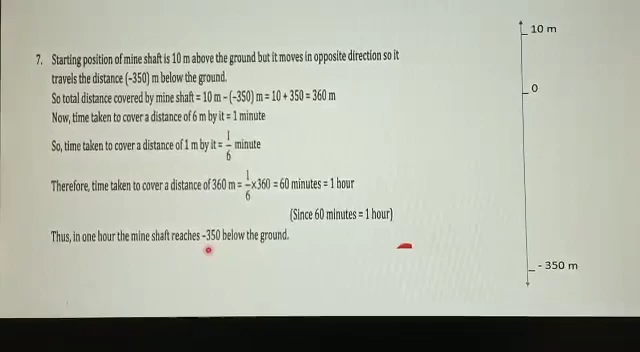 7. Starting position of mine shaft is 10 m above the ground but it moves in opposite direction so it
travels the distance (-350) m below the ground.
So total distance covered by mine shaft = 10 m - (-350) m = 10 + 350 = 360 m
Now, time taken to cover a distance of 6 m by it = 1 minute
So, time taken to cover a distance of 1 m by it = 1/6 minute
Therefore, time taken to cover a distance of 360 m = 1/6 x 360 = 60 minutes = 1 hour
(Since 60 minutes = 1 hour)
Thus, in one hour the mine shaft reaches -350 below the ground.
10 m
0
- 350 m